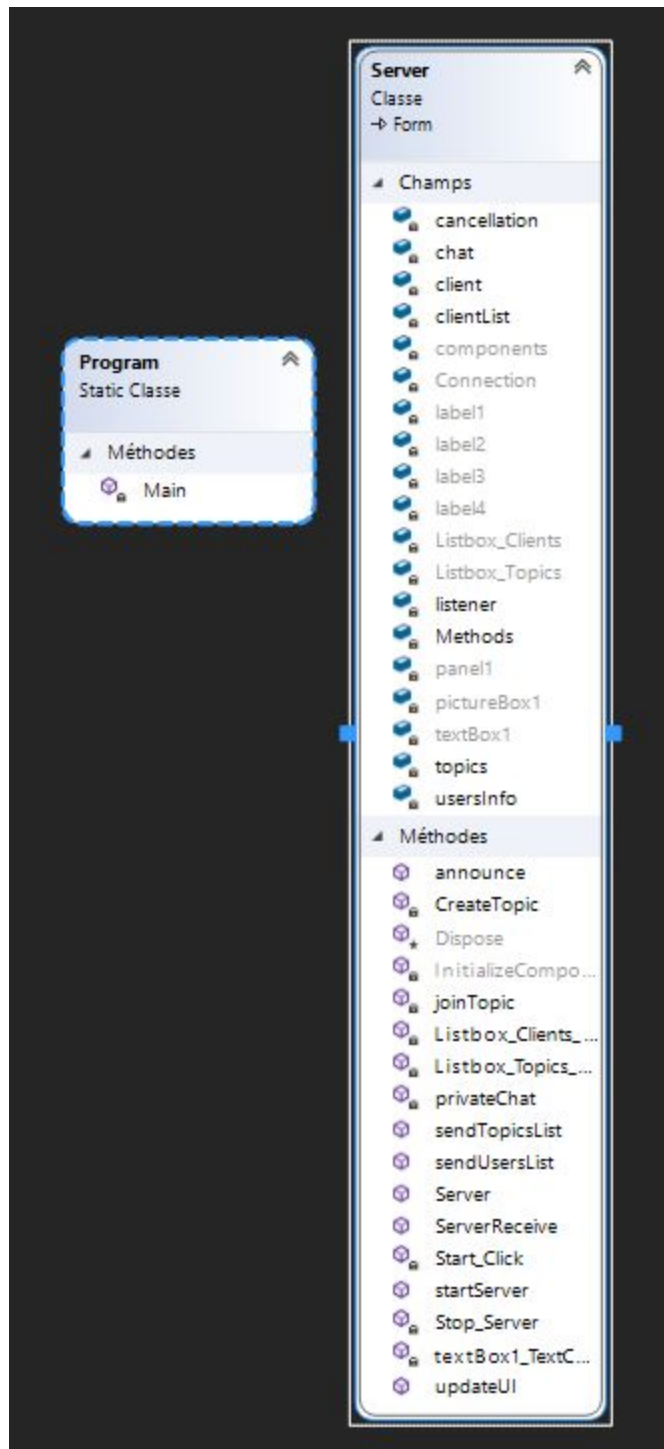 Program
Static Classe
Méthodes
Main
Server
Classe
Form
Champs
cancellation
chat
client
clientList
components
Connection
label1
label2
label3
label4
Listbox_Clients
Listbox_Topics
listener
Methods
panel1
pictureBox1
textBox1
topics
usersInfo
Méthodes
announce
CreateTopic
Dispose
InitializeCompo...
joinTopic
Listbox_Clients_...
Listbox_Topics_...
privateChat
sendTopicsList
sendUsersList
Server
ServerReceive
Start_Click
startServer
Stop_Server
textBox1_TextC...
updateUI